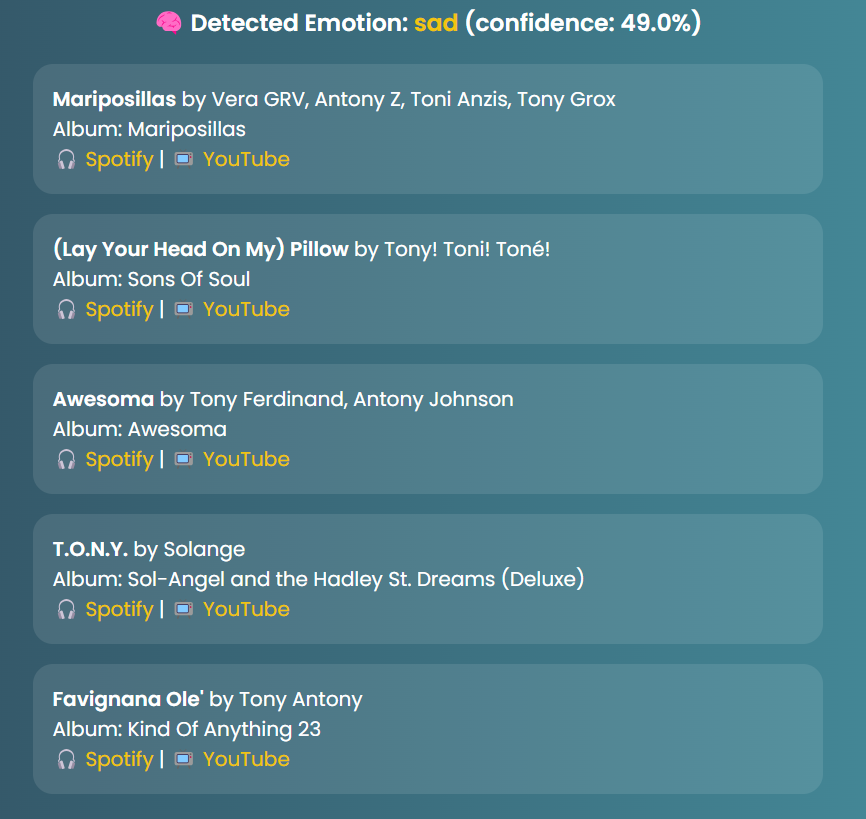 🧠 Detected Emotion: sad (confidence: 49.0%)
Mariposillas by Vera GRV, Antony Z, Toni Anzis, Tony Grox
Album: Mariposillas
🎧 Spotify | 📺 YouTube
(Lay Your Head On My) Pillow by Tony! Toni! Toné!
Album: Sons Of Soul
🎧 Spotify | 📺 YouTube
Awesoma by Tony Ferdinand, Antony Johnson
Album: Awesoma
🎧 Spotify | 📺 YouTube
T.O.N.Y. by Solange
Album: Sol-Angel and the Hadley St. Dreams (Deluxe)
🎧 Spotify | 📺 YouTube
Favignana Ole' by Tony Antony
Album: Kind Of Anything 23
🎧 Spotify | 📺 YouTube